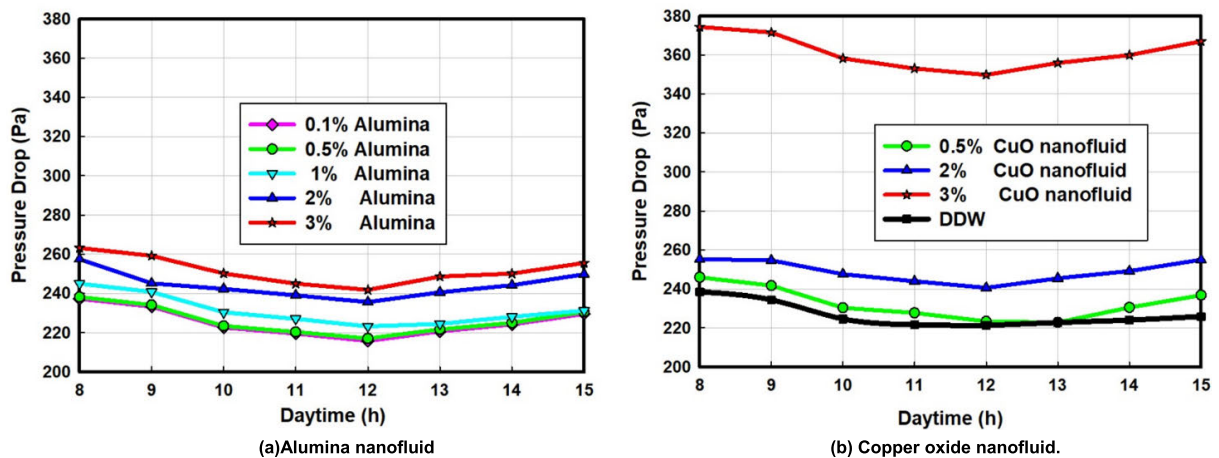 380
360
340
320
300
280
260
240
220
200
Pressure Drop (Pa)
0.1% Alumina
0.5% Alumina
1% Alumina
2% Alumina
3% Alumina
8 9 10 11 12 13 14 15
Daytime (h)
(a)Alumina nanofluid
380
360
340
320
300
280
260
240
220
200
Pressure Drop (Pa)
0.5% CuO nanofluid
2% CuO nanofluid
3% CuO nanofluid
DDW
8 9 10 11 12 13 14 15
Daytime (h)
(b) Copper oxide nanofluid.